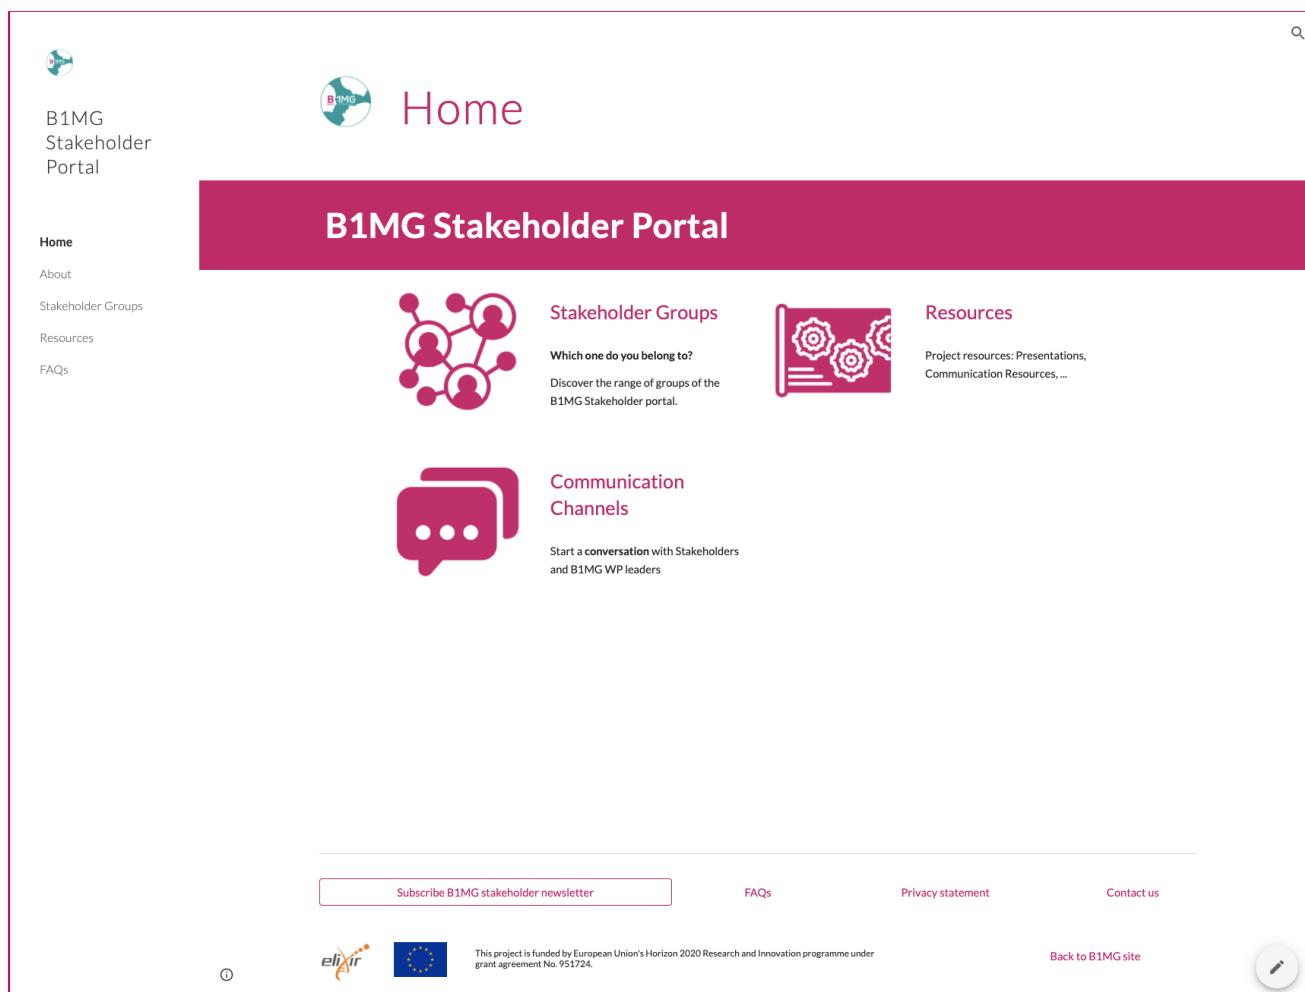 B1MG
B1MG
Stakeholder
Portal
Home
About
Stakeholder Groups
Resources
FAQs
B1MG
Home
B1MG Stakeholder Portal
Stakeholder Groups
Which one do you belong to?
Discover the range of groups of the
B1MG Stakeholder portal.
Resources
Project resources: Presentations,
Communication Resources, ...
Communication
Channels
Start a conversation with Stakeholders
and B1MG WP leaders
Subscribe B1MG stakeholder newsletter
FAQs
Privacy statement
Contact us
elixir
This project is funded by European Union's Horizon 2020 Research and Innovation programme under
grant agreement No. 951724.
Back to B1MG site